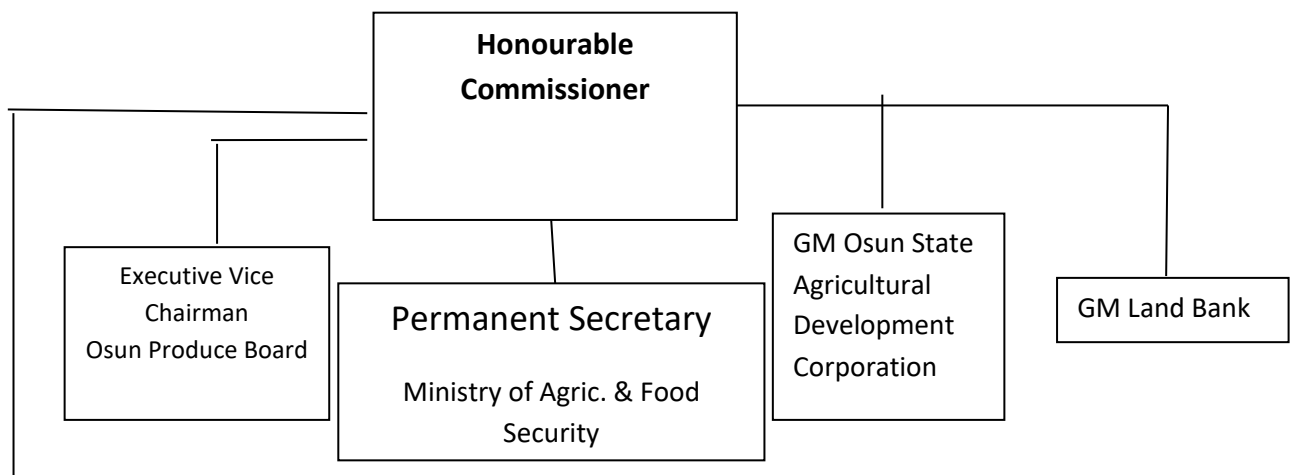 Honourable
Commissioner
Executive Vice
Chairman
Osun Produce Board
Permanent Secretary
Ministry of Agric. & Food
Security
GM Osun State
Agricultural
Development
Corporation
GM Land Bank